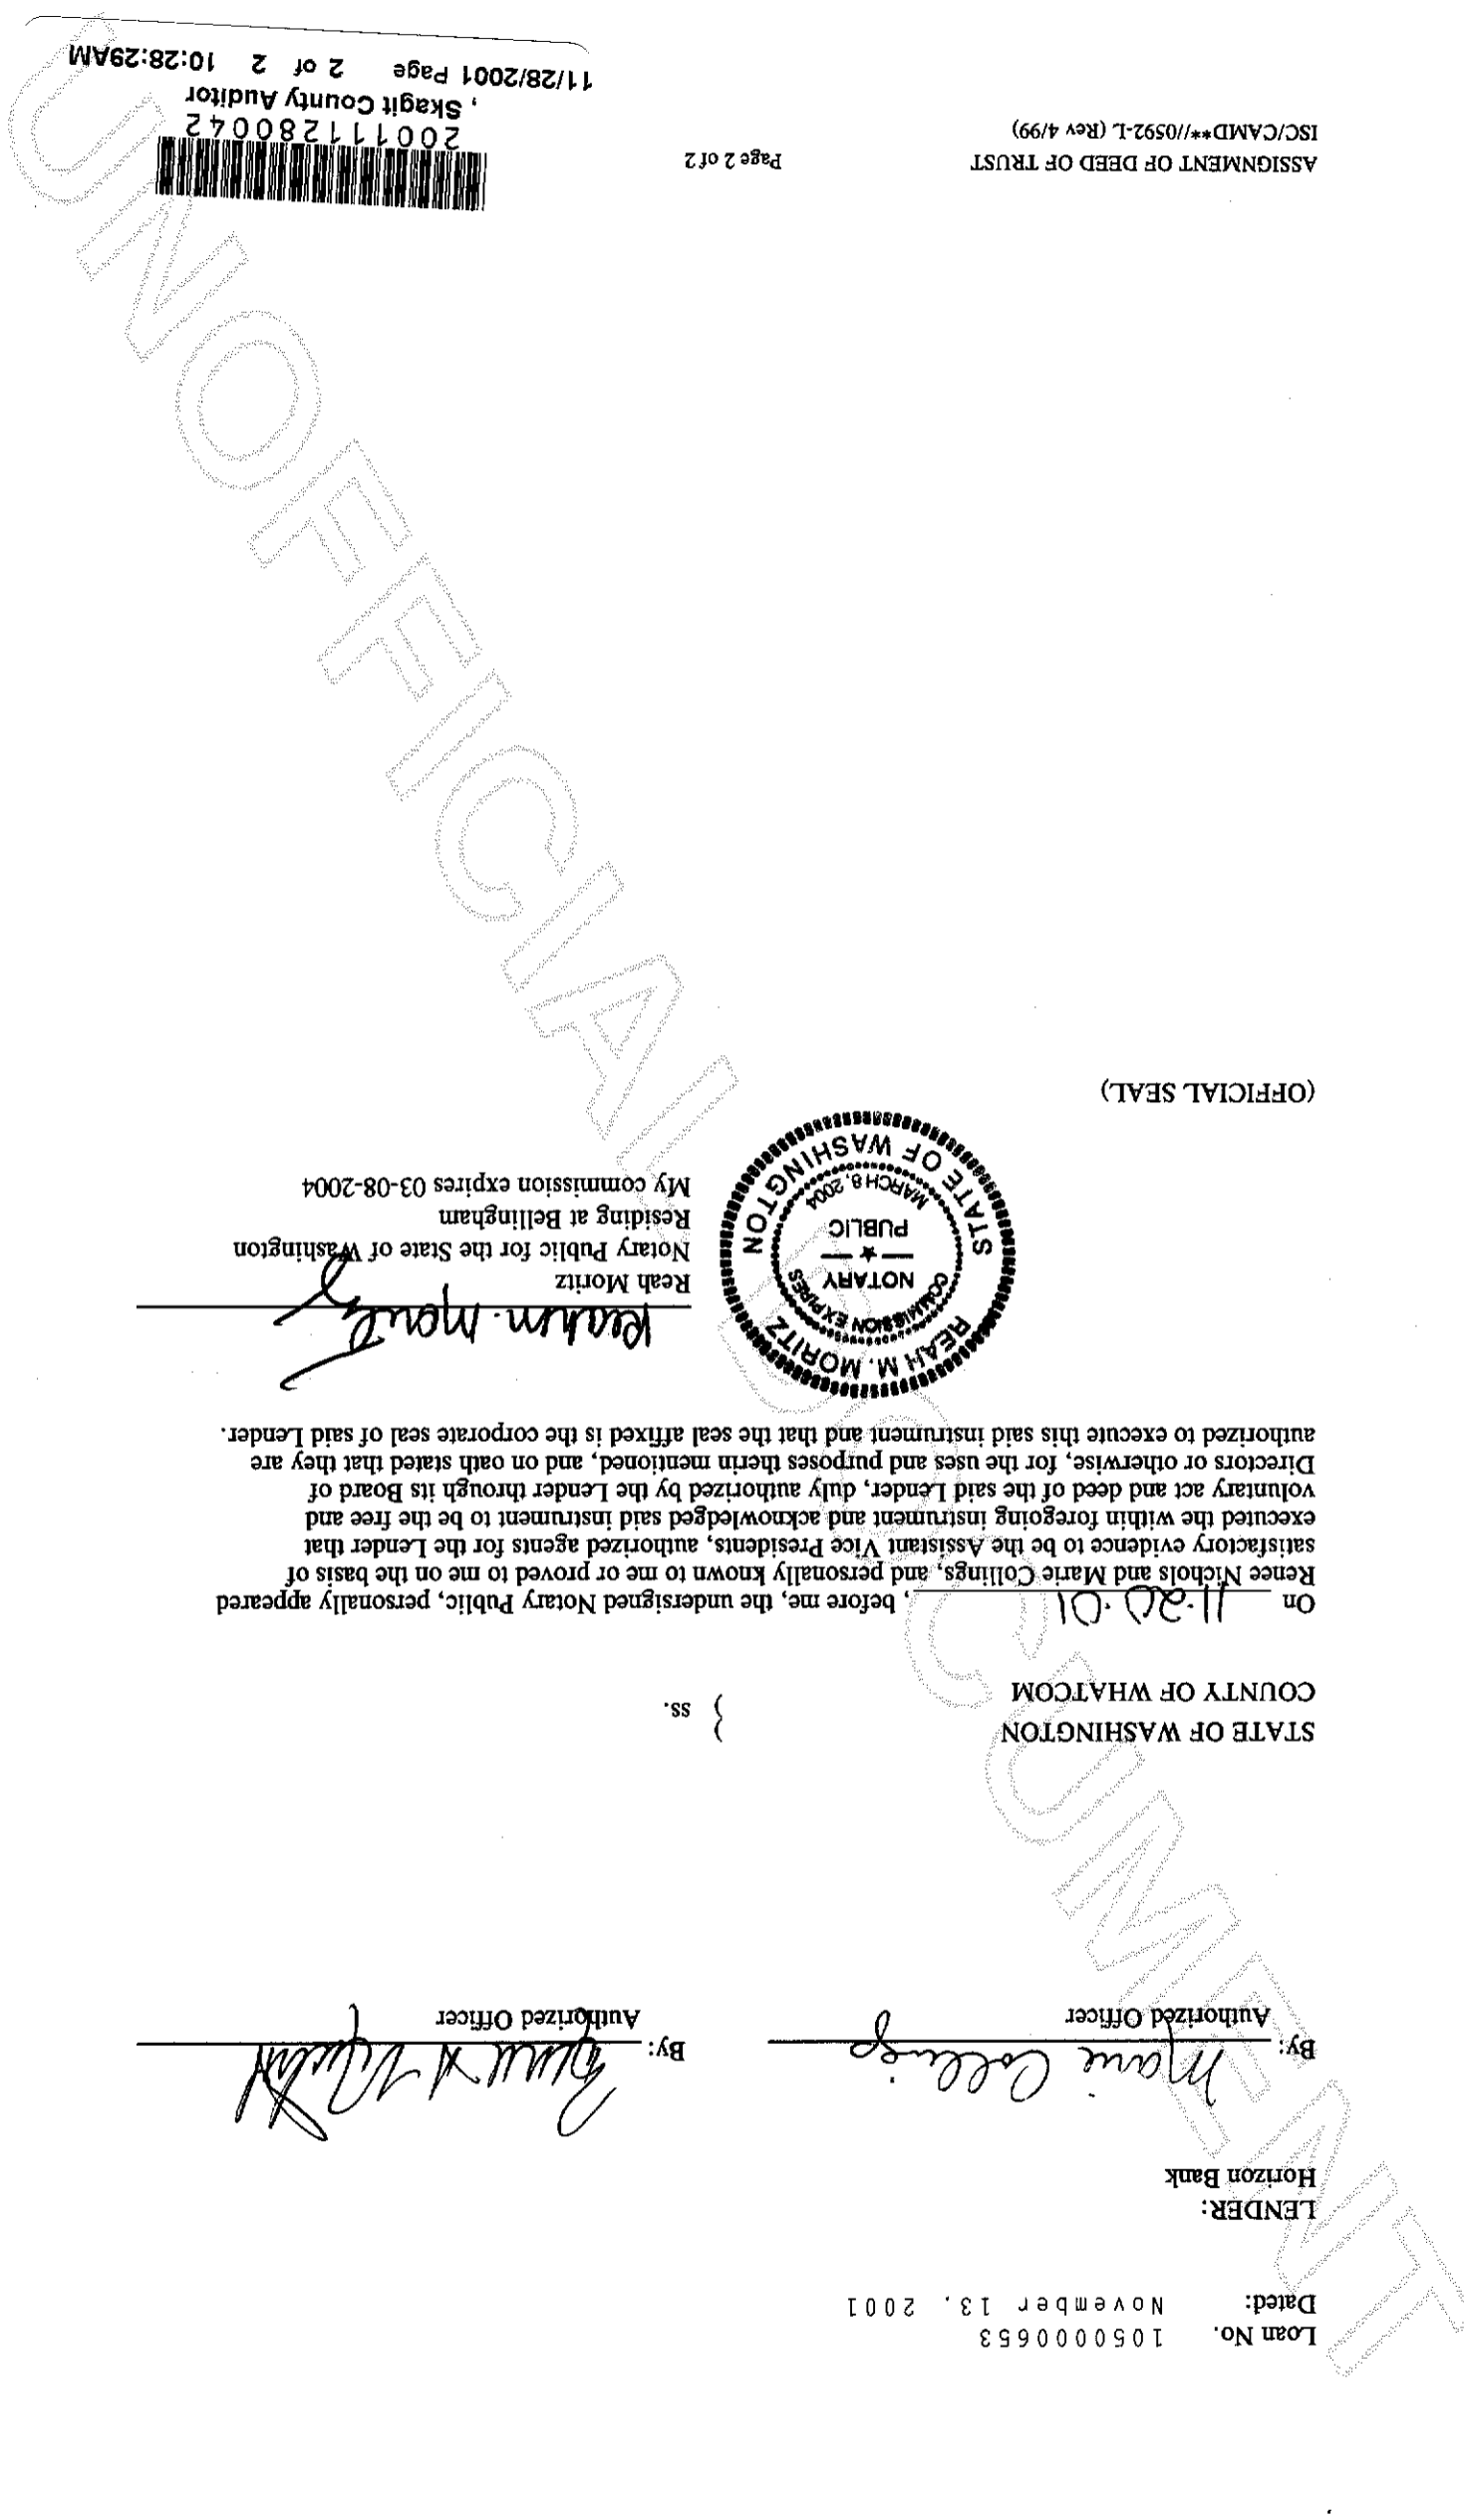 Loan No. 1050000653
Dated: November 13, 2001
LENDER:
Horizon Bank
By: Marie Collings By:
Authorized Officer Authorized Officer
STATE OF WASHINGTON
} ss.
COUNTY OF WHATCOM
On 11.20.01, before me, the undersigned Notary Public, personally appeared
Renee Nichols and Marie Collings, and personally known to me or proved to me on the basis of
satisfactory evidence to be the Assistant Vice Presidents, authorized agents for the Lender that
executed the within foregoing instrument and acknowledged said instrument to be the free and
voluntary act and deed of the said Lender, duly authorized by the Lender through its Board of
Directors or otherwise, for the uses and purposes therin mentioned, and on oath stated that they are
authorized to execute this said instrument and that the seal affixed is the corporate seal of said Lender.
REAH M. MORITZ
COMMISSION EXPIRES
NOTARY
PUBLIC
MARCH 8, 2004
STATE OF WASHINGTON
Reah M. Moritz
Reah Moritz
Notary Public for the State of Washington
Residing at Bellingham
My commission expires 03-08-2004
(OFFICIAL SEAL)
ASSIGNMENT OF DEED OF TRUST Page 2 of 2
ISC/CAMD**//0592-L (Rev 4/99)
200111280042
, Skagit County Auditor
11/28/2001 Page 2 of 2 10:28:29AM
UNOFFICIAL DOCUMENT